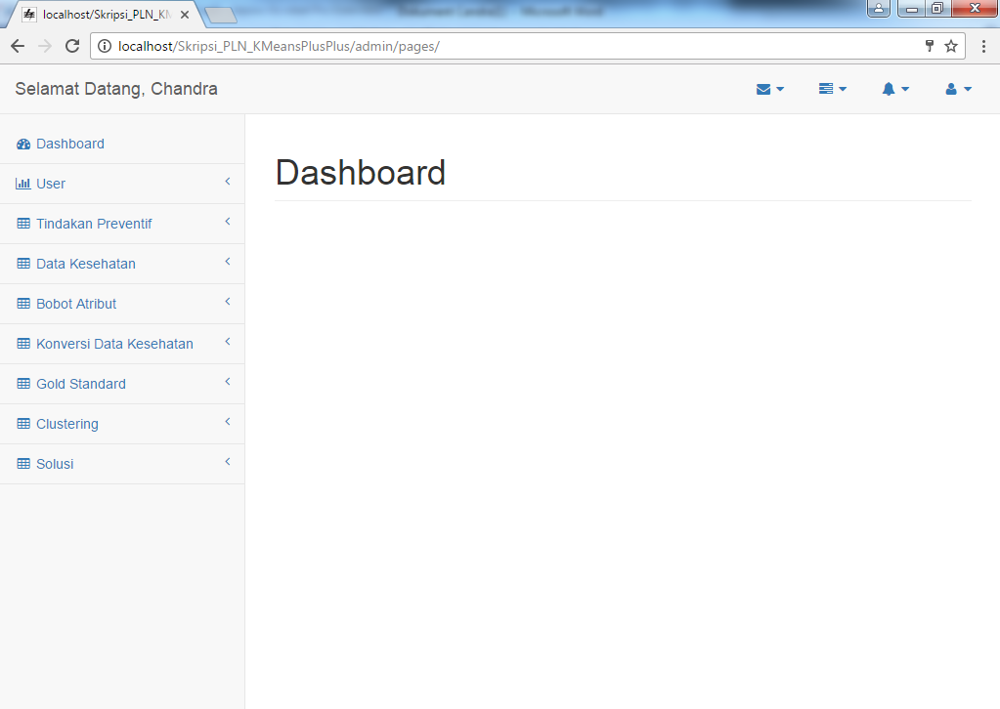 localhost/Skripsi_PLN_KM
localhost/Skripsi_PLN_KMeansPlusPlus/admin/pages/
Selamat Datang, Chandra
Dashboard
User
Tindakan Preventif
Data Kesehatan
Bobot Atribut
Konversi Data Kesehatan
Gold Standard
Clustering
Solusi
Dashboard